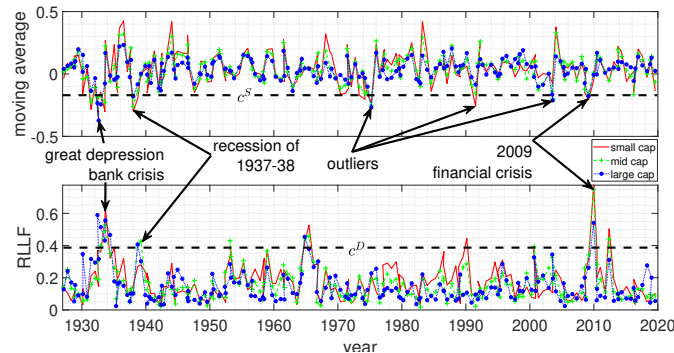 0.5
0
-0.5
moving average
c^S
great depression
bank crisis
recession of
1937-38
outliers
2009
financial crisis
small cap
mid cap
large cap
0.6
0.4
0.2
0
RLLF
c^D
1930 1940 1950 1960 1970 1980 1990 2000 2010 2020
year